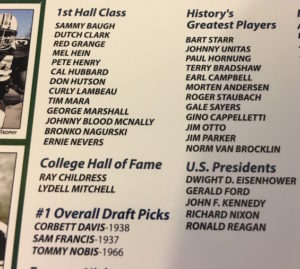 1st Hall Class
SAMMY BAUGH
DUTCH CLARK
RED GRANGE
MEL HEIN
PETE HENRY
CAL HUBBARD
DON HUTSON
CURLY LAMBEAU
TIM MARA
GEORGE MARSHALL
JOHNNY BLOOD MCNALLY
BRONKO NAGURSKI
ERNIE NEVERS
College Hall of Fame
RAY CHILDRESS
LYDELL MITCHELL
#1 Overall Draft Picks
CORBETT DAVIS-1938
SAM FRANCIS-1937
TOMMY NOBIS-1966
History's
Greatest Players
BART STARR
JOHNNY UNITAS
PAUL HORNUNG
TERRY BRADSHAW
EARL CAMPBELL
MORTEN ANDERSEN
ROGER STAUBACH
GALE SAYERS
GINO CAPPELLETTI
JIM OTTO
JIM PARKER
NORM VAN BROCKLIN
U.S. Presidents
DWIGHT D. EISENHOWER
GERALD FORD
JOHN F. KENNEDY
RICHARD NIXON
RONALD REAGAN